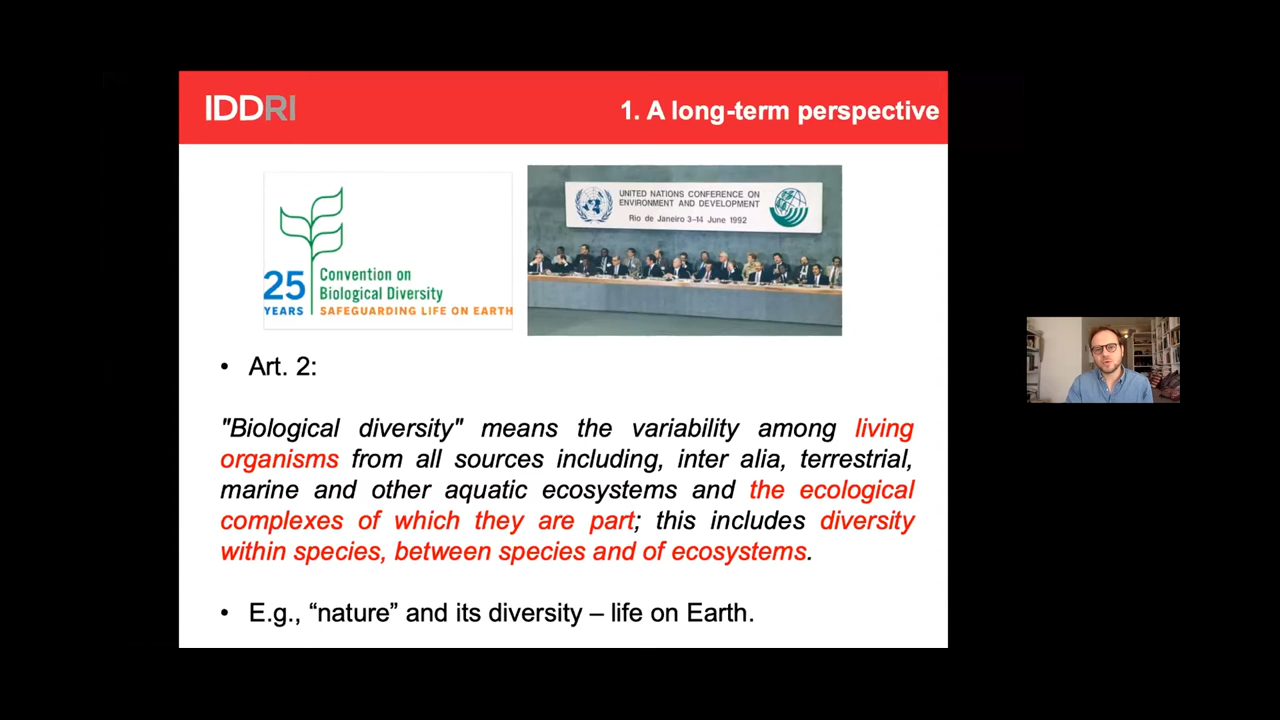 IDDRI
1. A long-term perspective
25
YEARS
Convention on
Biological Diversity
SAFEGUARDING LIFE ON EARTH
UNITED NATIONS CONFERENCE ON
ENVIRONMENT AND DEVELOPMENT
Rio de Janeiro 3–14 June 1992
• Art. 2:
"Biological diversity" means the variability among living
organisms from all sources including, inter alia, terrestrial,
marine and other aquatic ecosystems and the ecological
complexes of which they are part; this includes diversity
within species, between species and of ecosystems.
• E.g., “nature” and its diversity – life on Earth.